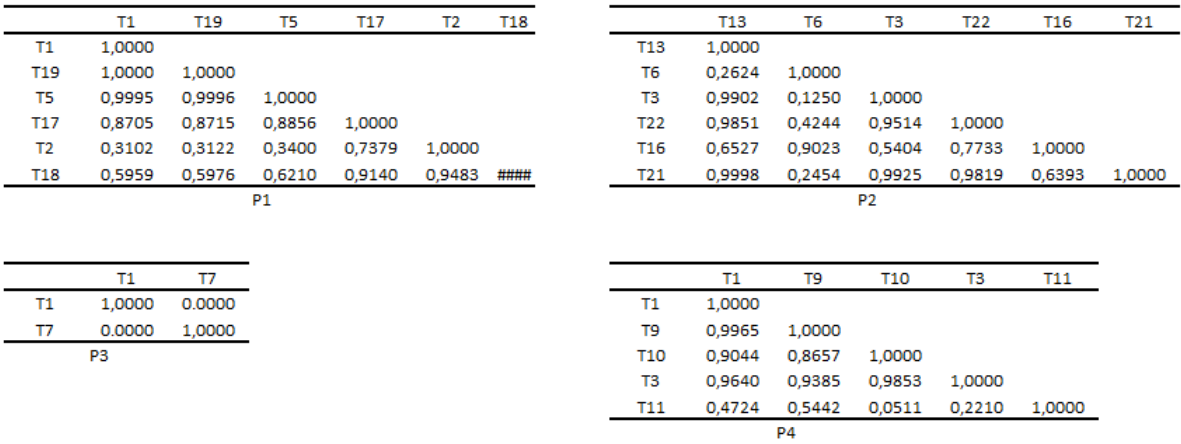 T1 T19 T5 T17 T2 T18
T1 1,0000
T19 1,0000 1,0000
T5 0,9995 0,9996 1,0000
T17 0,8705 0,8715 0,8856 1,0000
T2 0,3102 0,3122 0,3400 0,7379 1,0000
T18 0,5959 0,5976 0,6210 0,9140 0,9483 ####
P1
T13 T6 T3 T22 T16 T21
T13 1,0000
T6 0,2624 1,0000
T3 0,9902 0,1250 1,0000
T22 0,9851 0,4244 0,9514 1,0000
T16 0,6527 0,9023 0,5404 0,7733 1,0000
T21 0,9998 0,2454 0,9925 0,9819 0,6393 1,0000
P2
T1 T7
T1 1,0000 0.0000
T7 0.0000 1,0000
P3
T1 T9 T10 T3 T11
T1 1,0000
T9 0,9965 1,0000
T10 0,9044 0,8657 1,0000
T3 0,9640 0,9385 0,9853 1,0000
T11 0,4724 0,5442 0,0511 0,2210 1,0000
P4